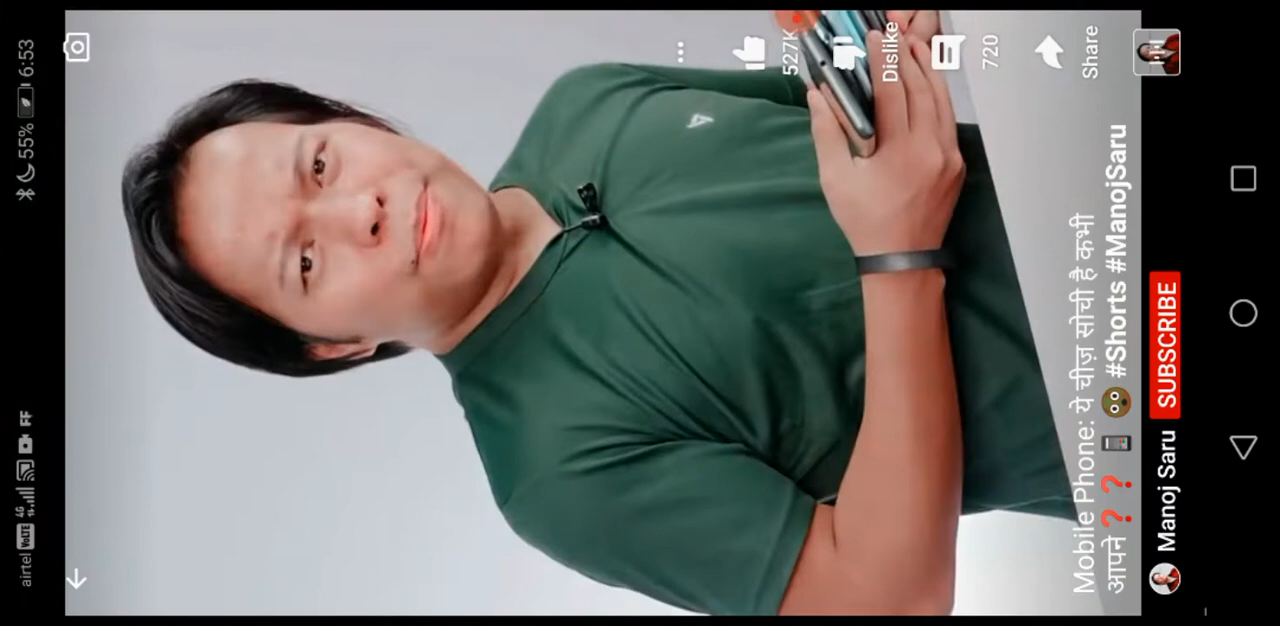 airtel VoLTE 4G FF
55% 6:53
527K
Dislike
720
Share
Mobile Phone: ये चीज़ सोची है कभी
आपने ❓❓ 📱 😳 #Shorts #ManojSaru
Manoj Saru SUBSCRIBE